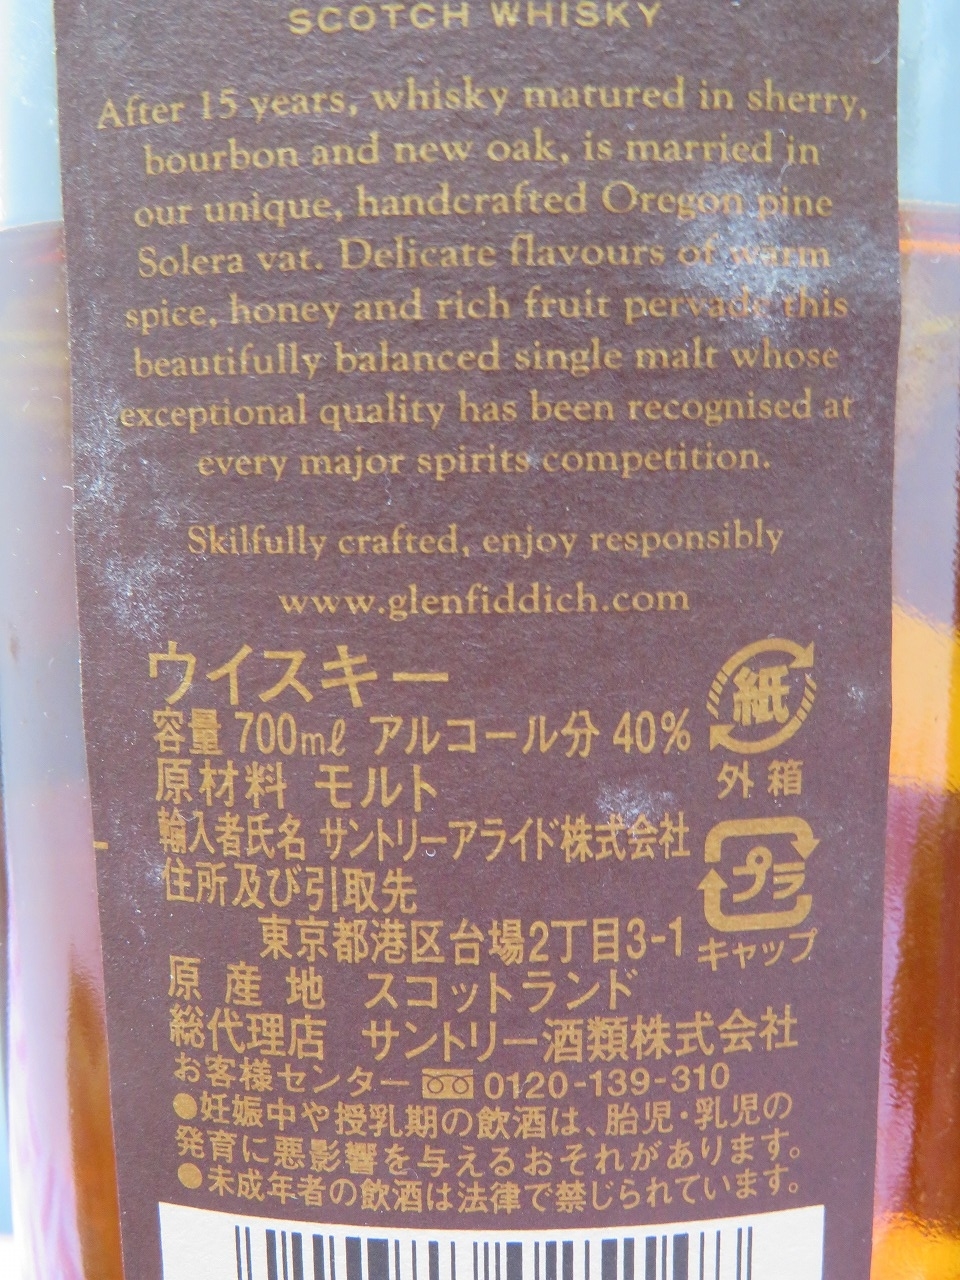 SCOTCH WHISKY
After 15 years, whisky matured in sherry,
bourbon and new oak, is married in
our unique, handcrafted Oregon pine
Solera vat. Delicate flavours of warm
spice, honey and rich fruit pervade this
beautifully balanced single malt whose
exceptional quality has been recognised at
every major spirits competition.
Skilfully crafted, enjoy responsibly
www.glenfiddich.com
ウイスキー
容量 700mℓ アルコール分 40%
原材料 モルト
紙
外箱
輸入者氏名 サントリーアライド株式会社
住所及び引取先
東京都港区台場2丁目3-1
プラ
キャップ
原産地 スコットランド
総代理店 サントリー酒類株式会社
お客様センター 0120-139-310
●妊娠中や授乳期の飲酒は、胎児・乳児の
発育に悪影響を与えるおそれがあります。
●未成年者の飲酒は法律で禁じられています。